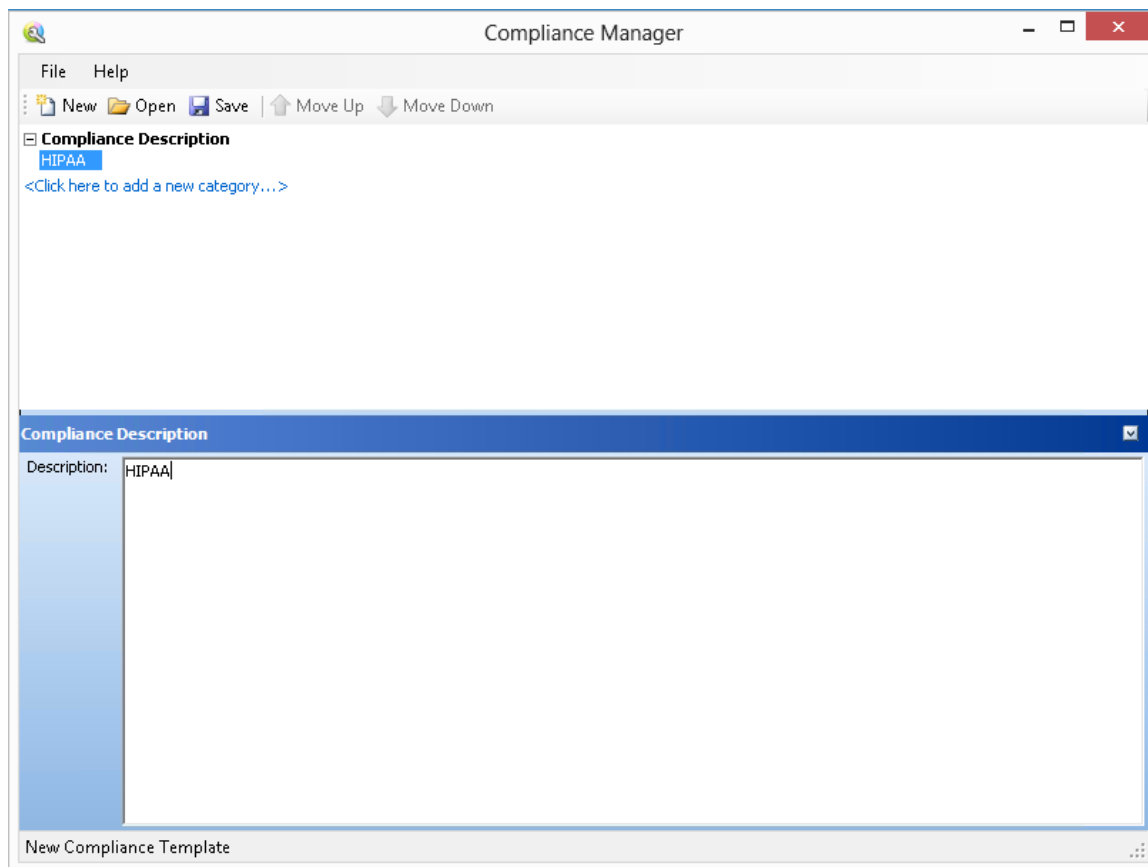 Compliance Manager
File Help
New Open Save Move Up Move Down
Compliance Description
HIPAA
<Click here to add a new category...>
Compliance Description
Description: HIPAA
New Compliance Template